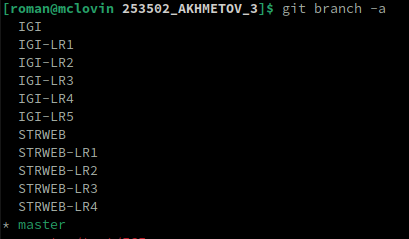 [roman@mclovin 253502_AKHMETOV_3]$ git branch -a
IGI
IGI-LR1
IGI-LR2
IGI-LR3
IGI-LR4
IGI-LR5
STRWEB
STRWEB-LR1
STRWEB-LR2
STRWEB-LR3
STRWEB-LR4
* master